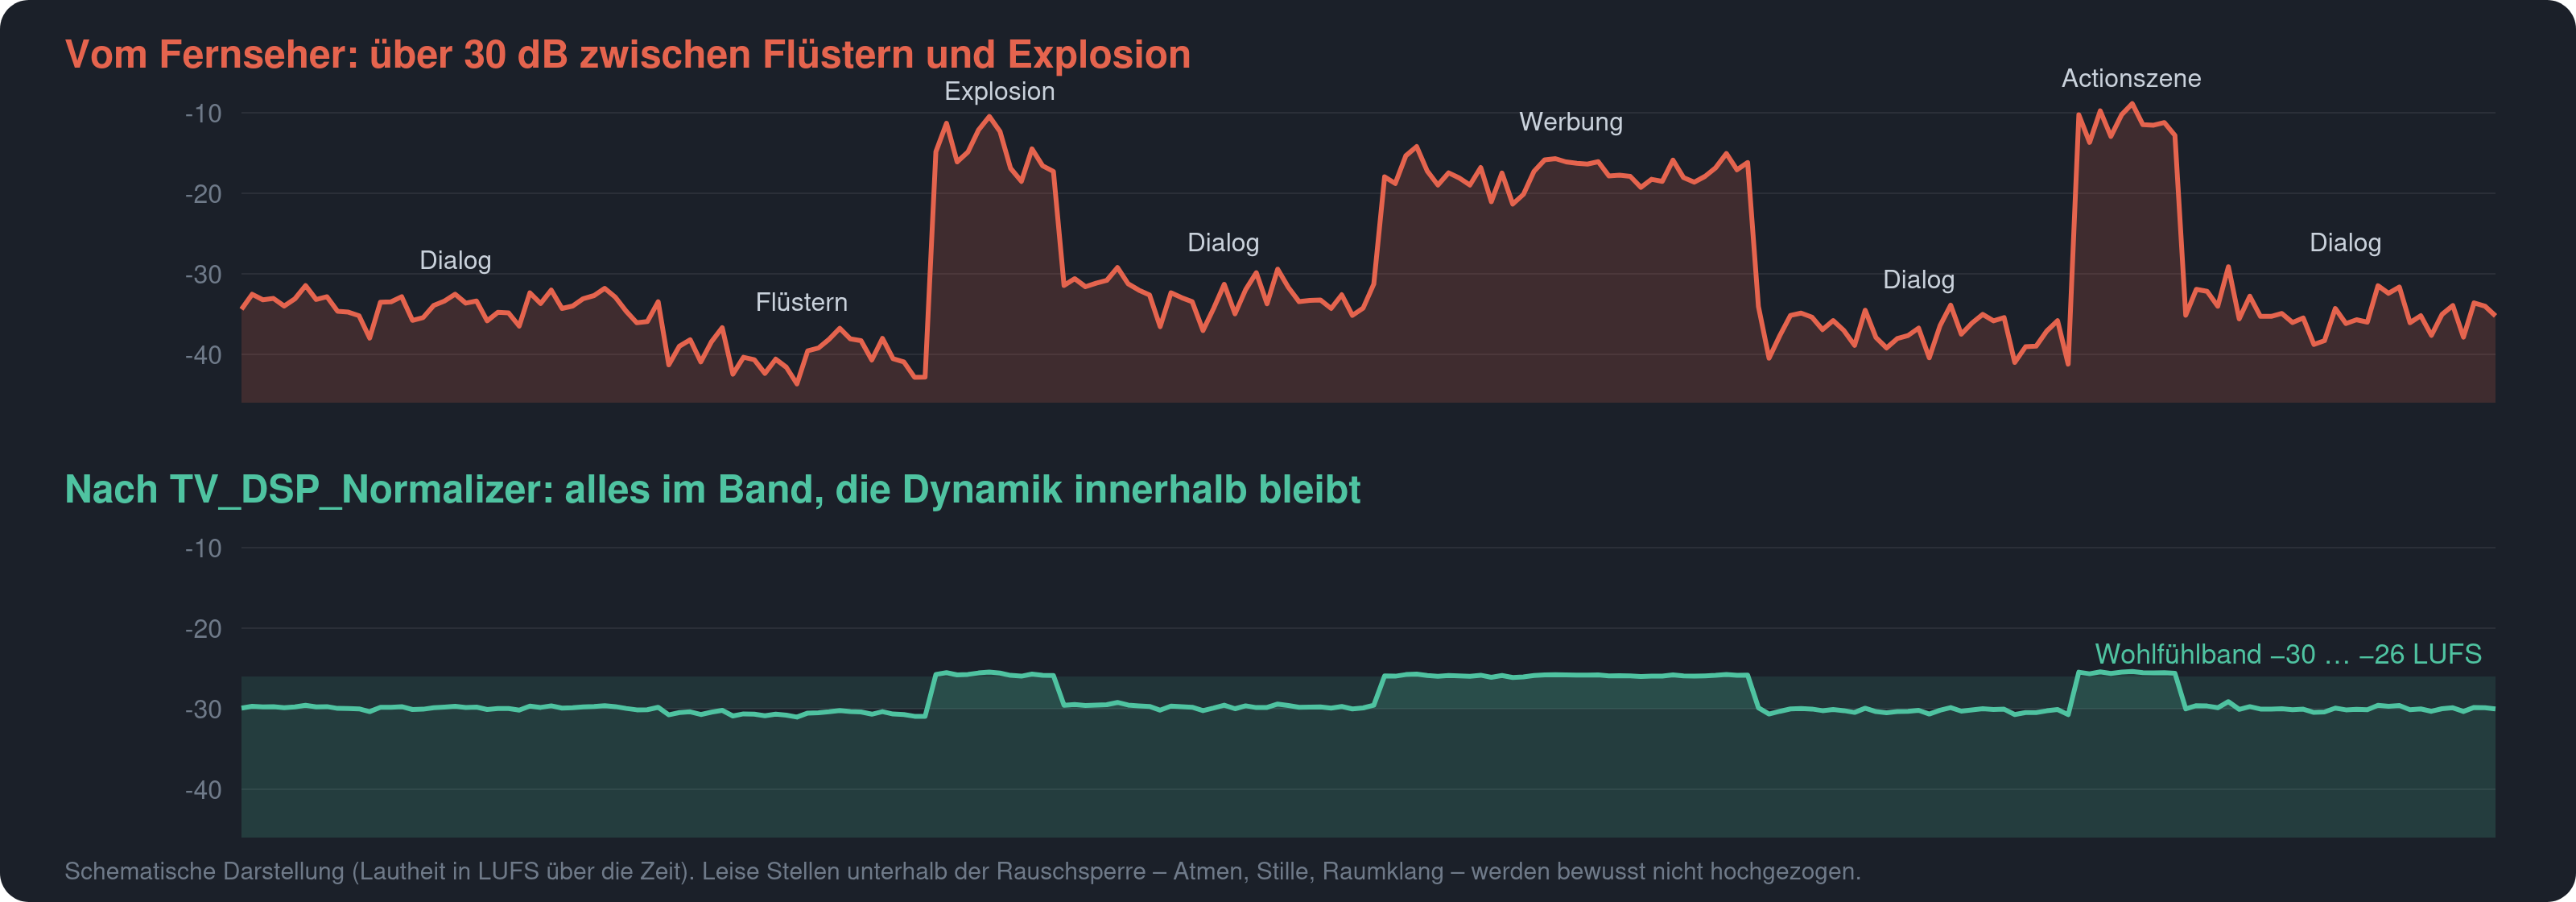 Vom Fernseher: über 30 dB zwischen Flüstern und Explosion
Explosion
Actionszene
-10
Werbung
-20
Dialog
Dialog
Dialog
-30
Dialog
Flüstern
-40
Nach TV_DSP_Normalizer: alles im Band, die Dynamik innerhalb bleibt
-10
-20
Wohlfühlband –30 … –26 LUFS
-30
-40
Schematische Darstellung (Lautheit in LUFS über die Zeit). Leise Stellen unterhalb der Rauschsperre – Atmen, Stille, Raumklang – werden bewusst nicht hochgezogen.